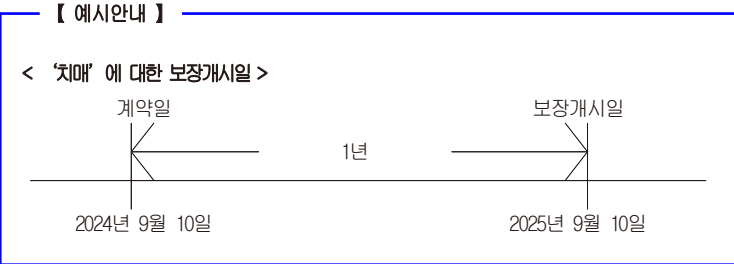 【 예시안내 】
< ‘치매’ 에 대한 보장개시일 >
계약일 보장개시일
1년
2024년 9월 10일 2025년 9월 10일